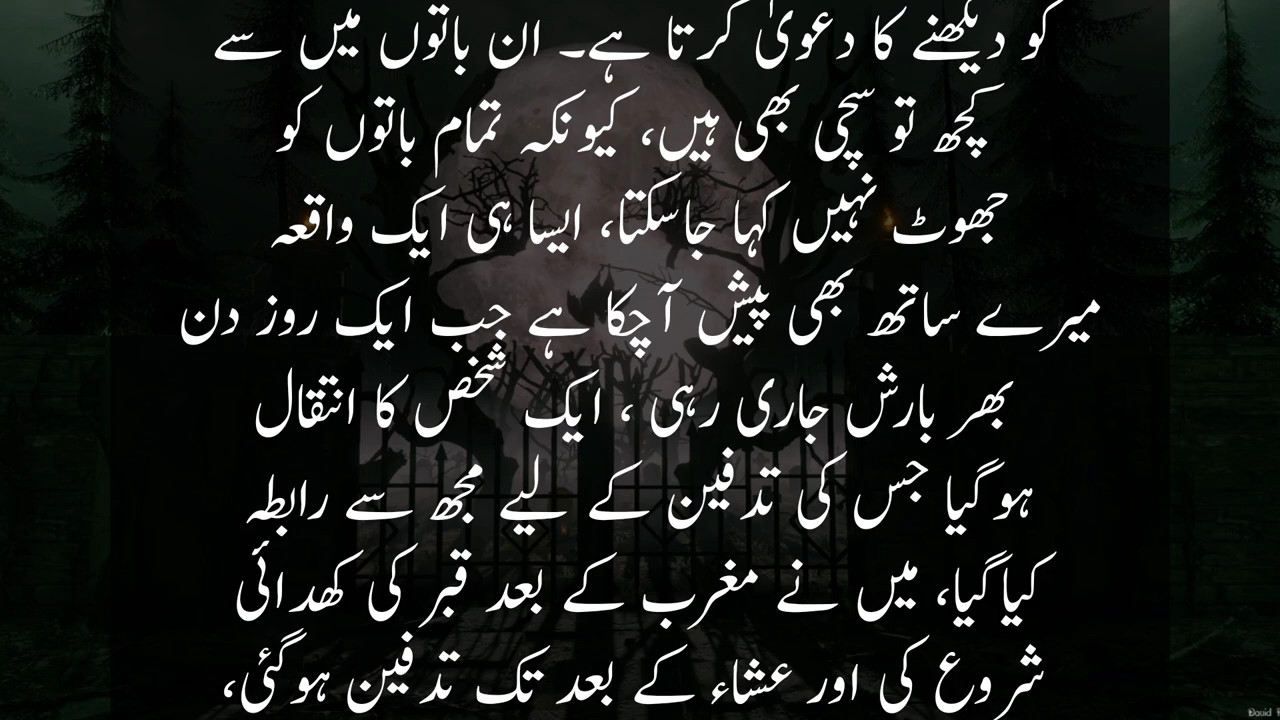 کو دیکھنے کا دعویٰ کرتا ہے۔ ان باتوں میں سے
کچھ تو سچی بھی ہیں، کیونکہ تمام باتوں کو
جھوٹ نہیں کہا جاسکتا، ایسا ہی ایک واقعہ
میرے ساتھ بھی پیش آچکا ہے جب ایک روز دن
بھر بارش جاری رہی ، ایک شخص کا انتقال
ہوگیا جس کی تدفین کے لیے مجھ سے رابطہ
کیاگیا، میں نے مغرب کے بعد قبر کی کھدائی
شروع کی اور عشاء کے بعد تک تدفین ہوگئی،
David